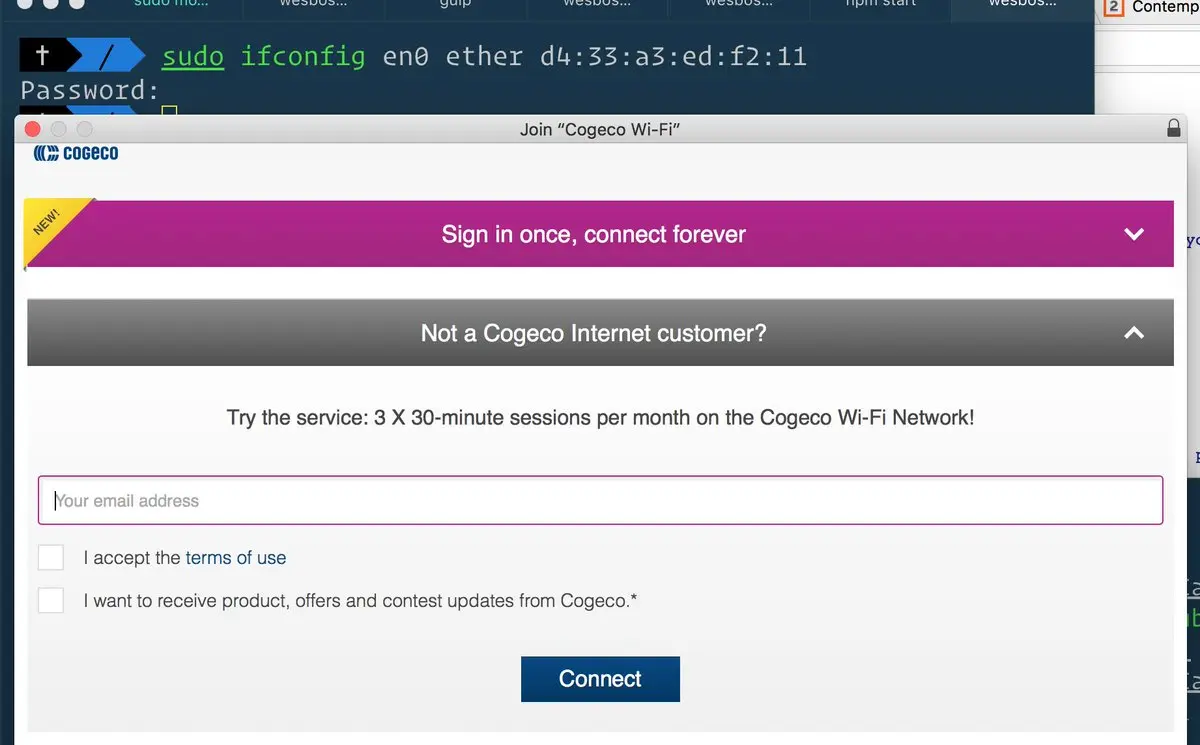 sudo mo...
wesbos...
gulp
wesbos...
wesbos...
npm start
wesbos...
2 Contemp
† / sudo ifconfig en0 ether d4:33:a3:ed:f2:11
Password:
Join “Cogeco Wi-Fi”
COGECO
NEW!
Sign in once, connect forever
Not a Cogeco Internet customer?
Try the service: 3 X 30-minute sessions per month on the Cogeco Wi-Fi Network!
Your email address
I accept the terms of use
I want to receive product, offers and contest updates from Cogeco.*
Connect